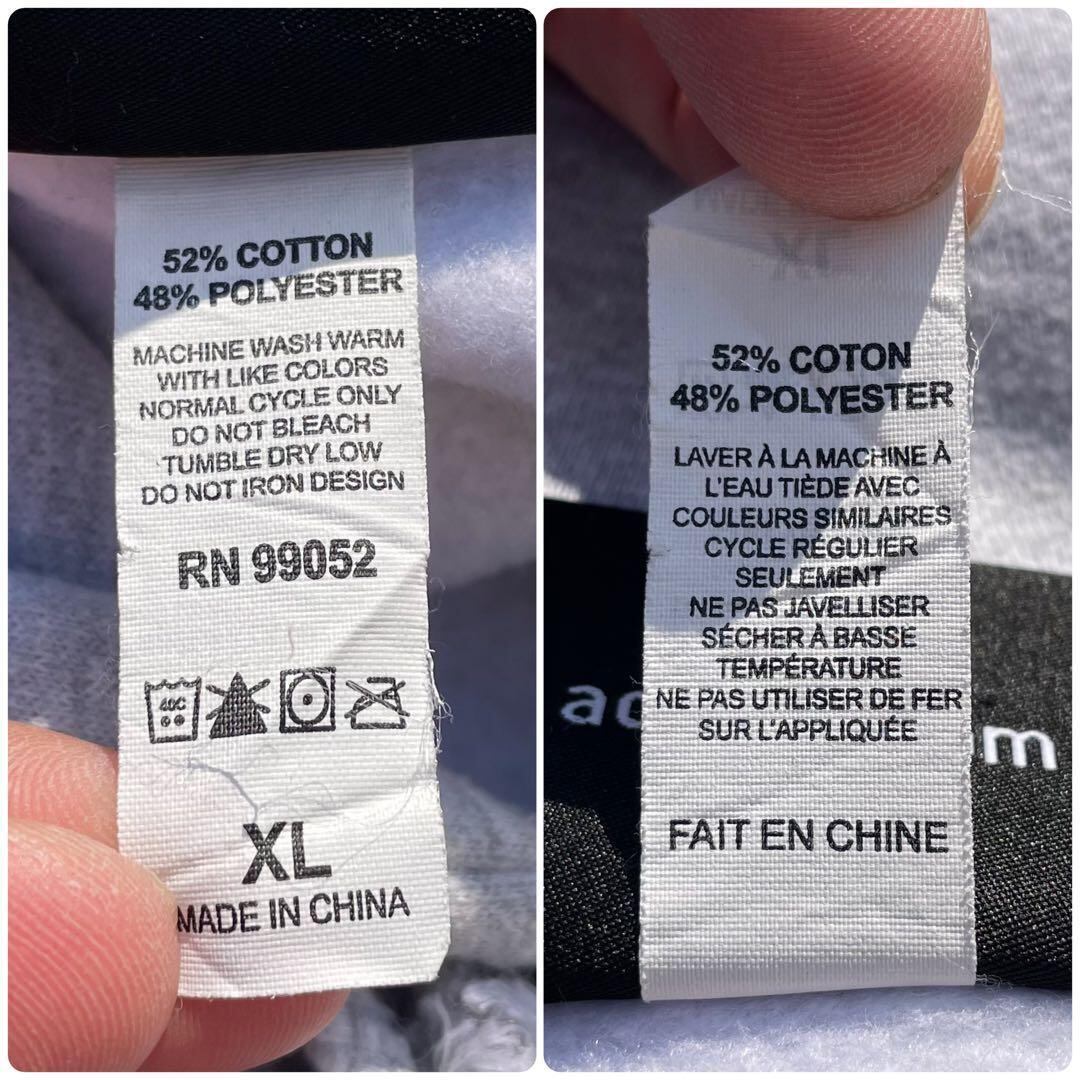 52% COTTON
48% POLYESTER
MACHINE WASH WARM
WITH LIKE COLORS
NORMAL CYCLE ONLY
DO NOT BLEACH
TUMBLE DRY LOW
DO NOT IRON DESIGN
RN 99052
40C
XL
MADE IN CHINA
52% COTON
48% POLYESTER
LAVER À LA MACHINE À
L'EAU TIÈDE AVEC
COULEURS SIMILAIRES
CYCLE RÉGULIER
SEULEMENT
NE PAS JAVELLISER
SÉCHER À BASSE
TEMPÉRATURE
NE PAS UTILISER DE FER
SUR L'APPLIQUÉE
FAIT EN CHINE